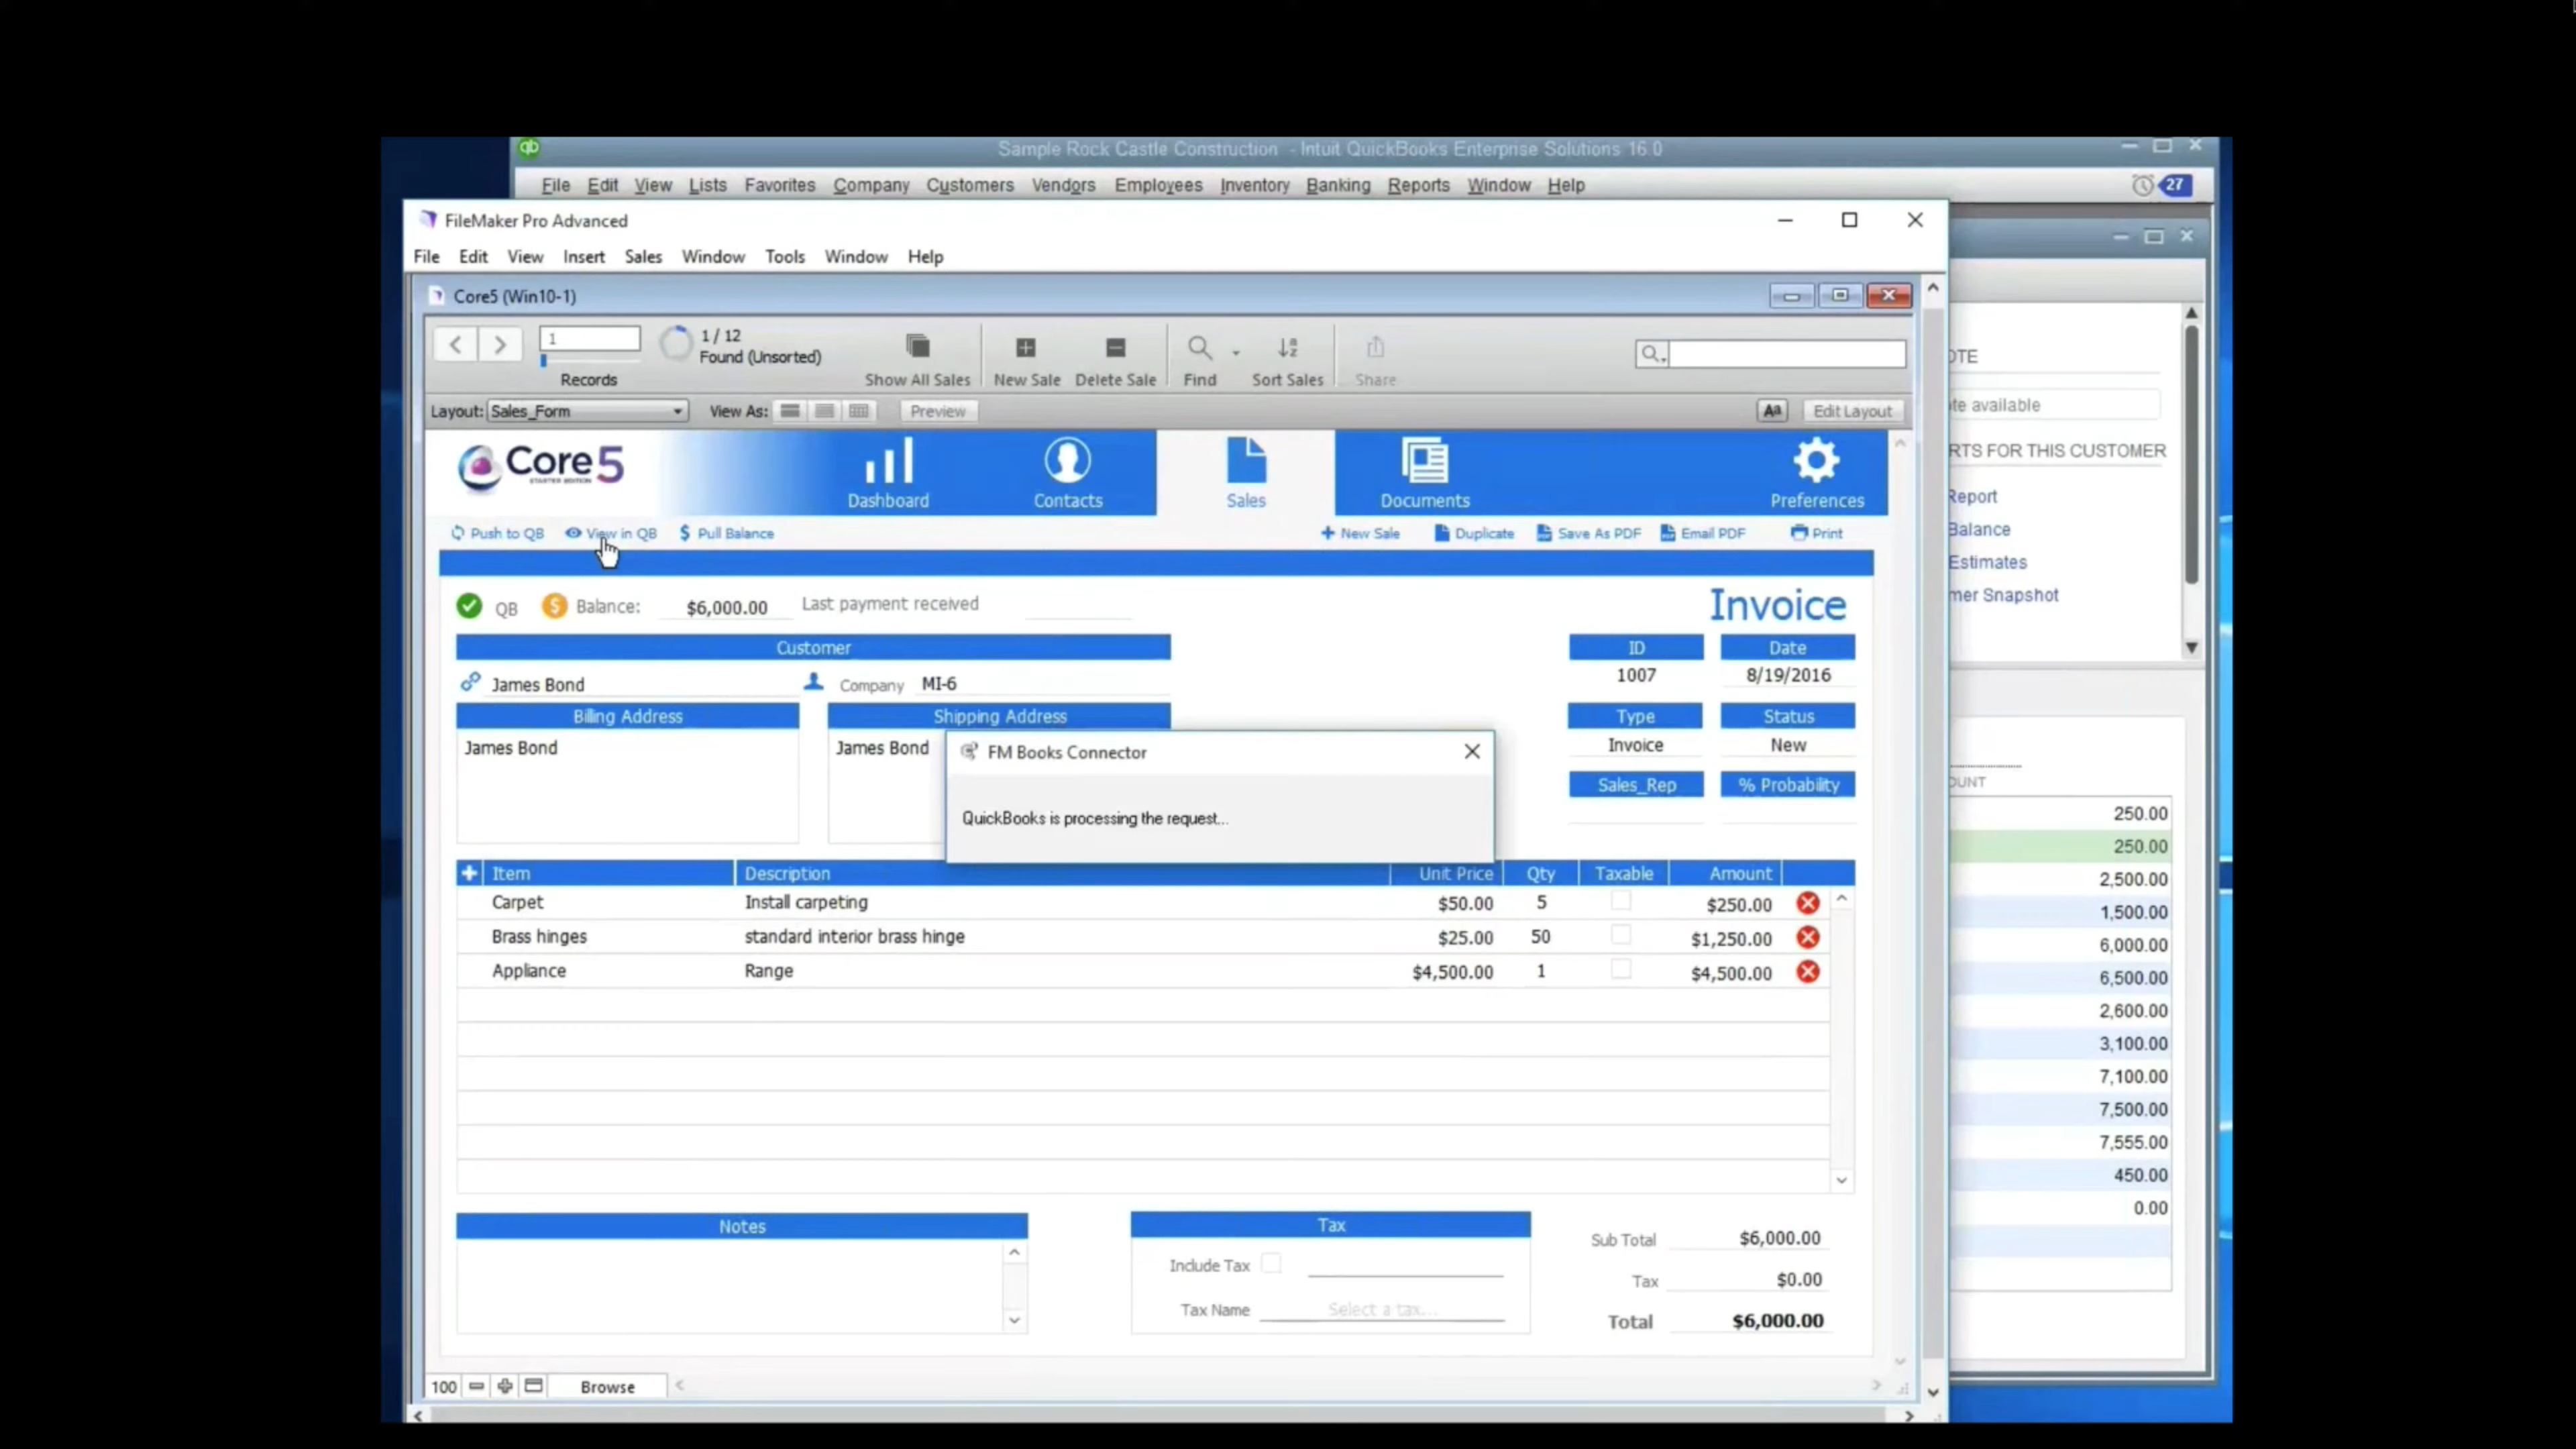 Sample Rock Castle Construction - Intuit QuickBooks Enterprise Solutions 16.0
File Edit View Lists Favorites Company Customers Vendors Employees Inventory Banking Reports Window Help
27
FileMaker Pro Advanced
File Edit View Insert Sales Window Tools Window Help
Core5 (Win10-1)
1
1 / 12
Found (Unsorted)
Records
Show All Sales
New Sale
Delete Sale
Find
Sort Sales
Share
Layout: Sales_Form
View As:
Preview
Aa
Edit Layout
Core5
STARTER EDITION
Dashboard
Contacts
Sales
Documents
Preferences
Push to QB
View in QB
$ Pull Balance
New Sale
Duplicate
Save As PDF
Email PDF
Print
QB
$ Balance: $6,000.00
Last payment received
Invoice
Customer
James Bond
Company MI-6
Billing Address
James Bond
Shipping Address
James Bond
ID
1007
Date
8/19/2016
Type
Invoice
Status
New
Sales_Rep
% Probability
FM Books Connector
QuickBooks is processing the request...
Item Description Unit Price Qty Taxable Amount
Carpet Install carpeting $50.00 5 $250.00
Brass hinges standard interior brass hinge $25.00 50 $1,250.00
Appliance Range $4,500.00 1 $4,500.00
Notes
Tax
Include Tax
Tax Name Select a tax...
Sub Total $6,000.00
Tax $0.00
Total $6,000.00
100
Browse
OTE
te available
RTS FOR THIS CUSTOMER
Report
Balance
Estimates
mer Snapshot
OUNT
250.00
250.00
2,500.00
1,500.00
6,000.00
6,500.00
2,600.00
3,100.00
7,100.00
7,500.00
7,555.00
450.00
0.00